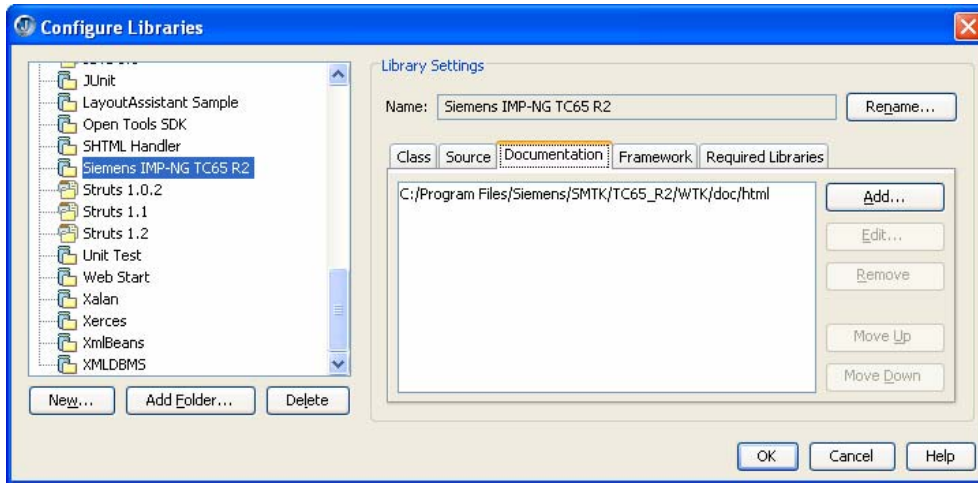 Configure Libraries
JUnit
LayoutAssistant Sample
Open Tools SDK
SHTML Handler
Siemens IMP-NG TC65 R2
Struts 1.0.2
Struts 1.1
Struts 1.2
Unit Test
Web Start
Xalan
Xerces
XmlBeans
XMLDBMS
New...
Add Folder...
Delete
Library Settings
Name: Siemens IMP-NG TC65 R2
Rename...
Class Source Documentation Framework Required Libraries
C:/Program Files/Siemens/SMTK/TC65_R2/WTK/doc/html
Add...
Edit...
Remove
Move Up
Move Down
OK Cancel Help